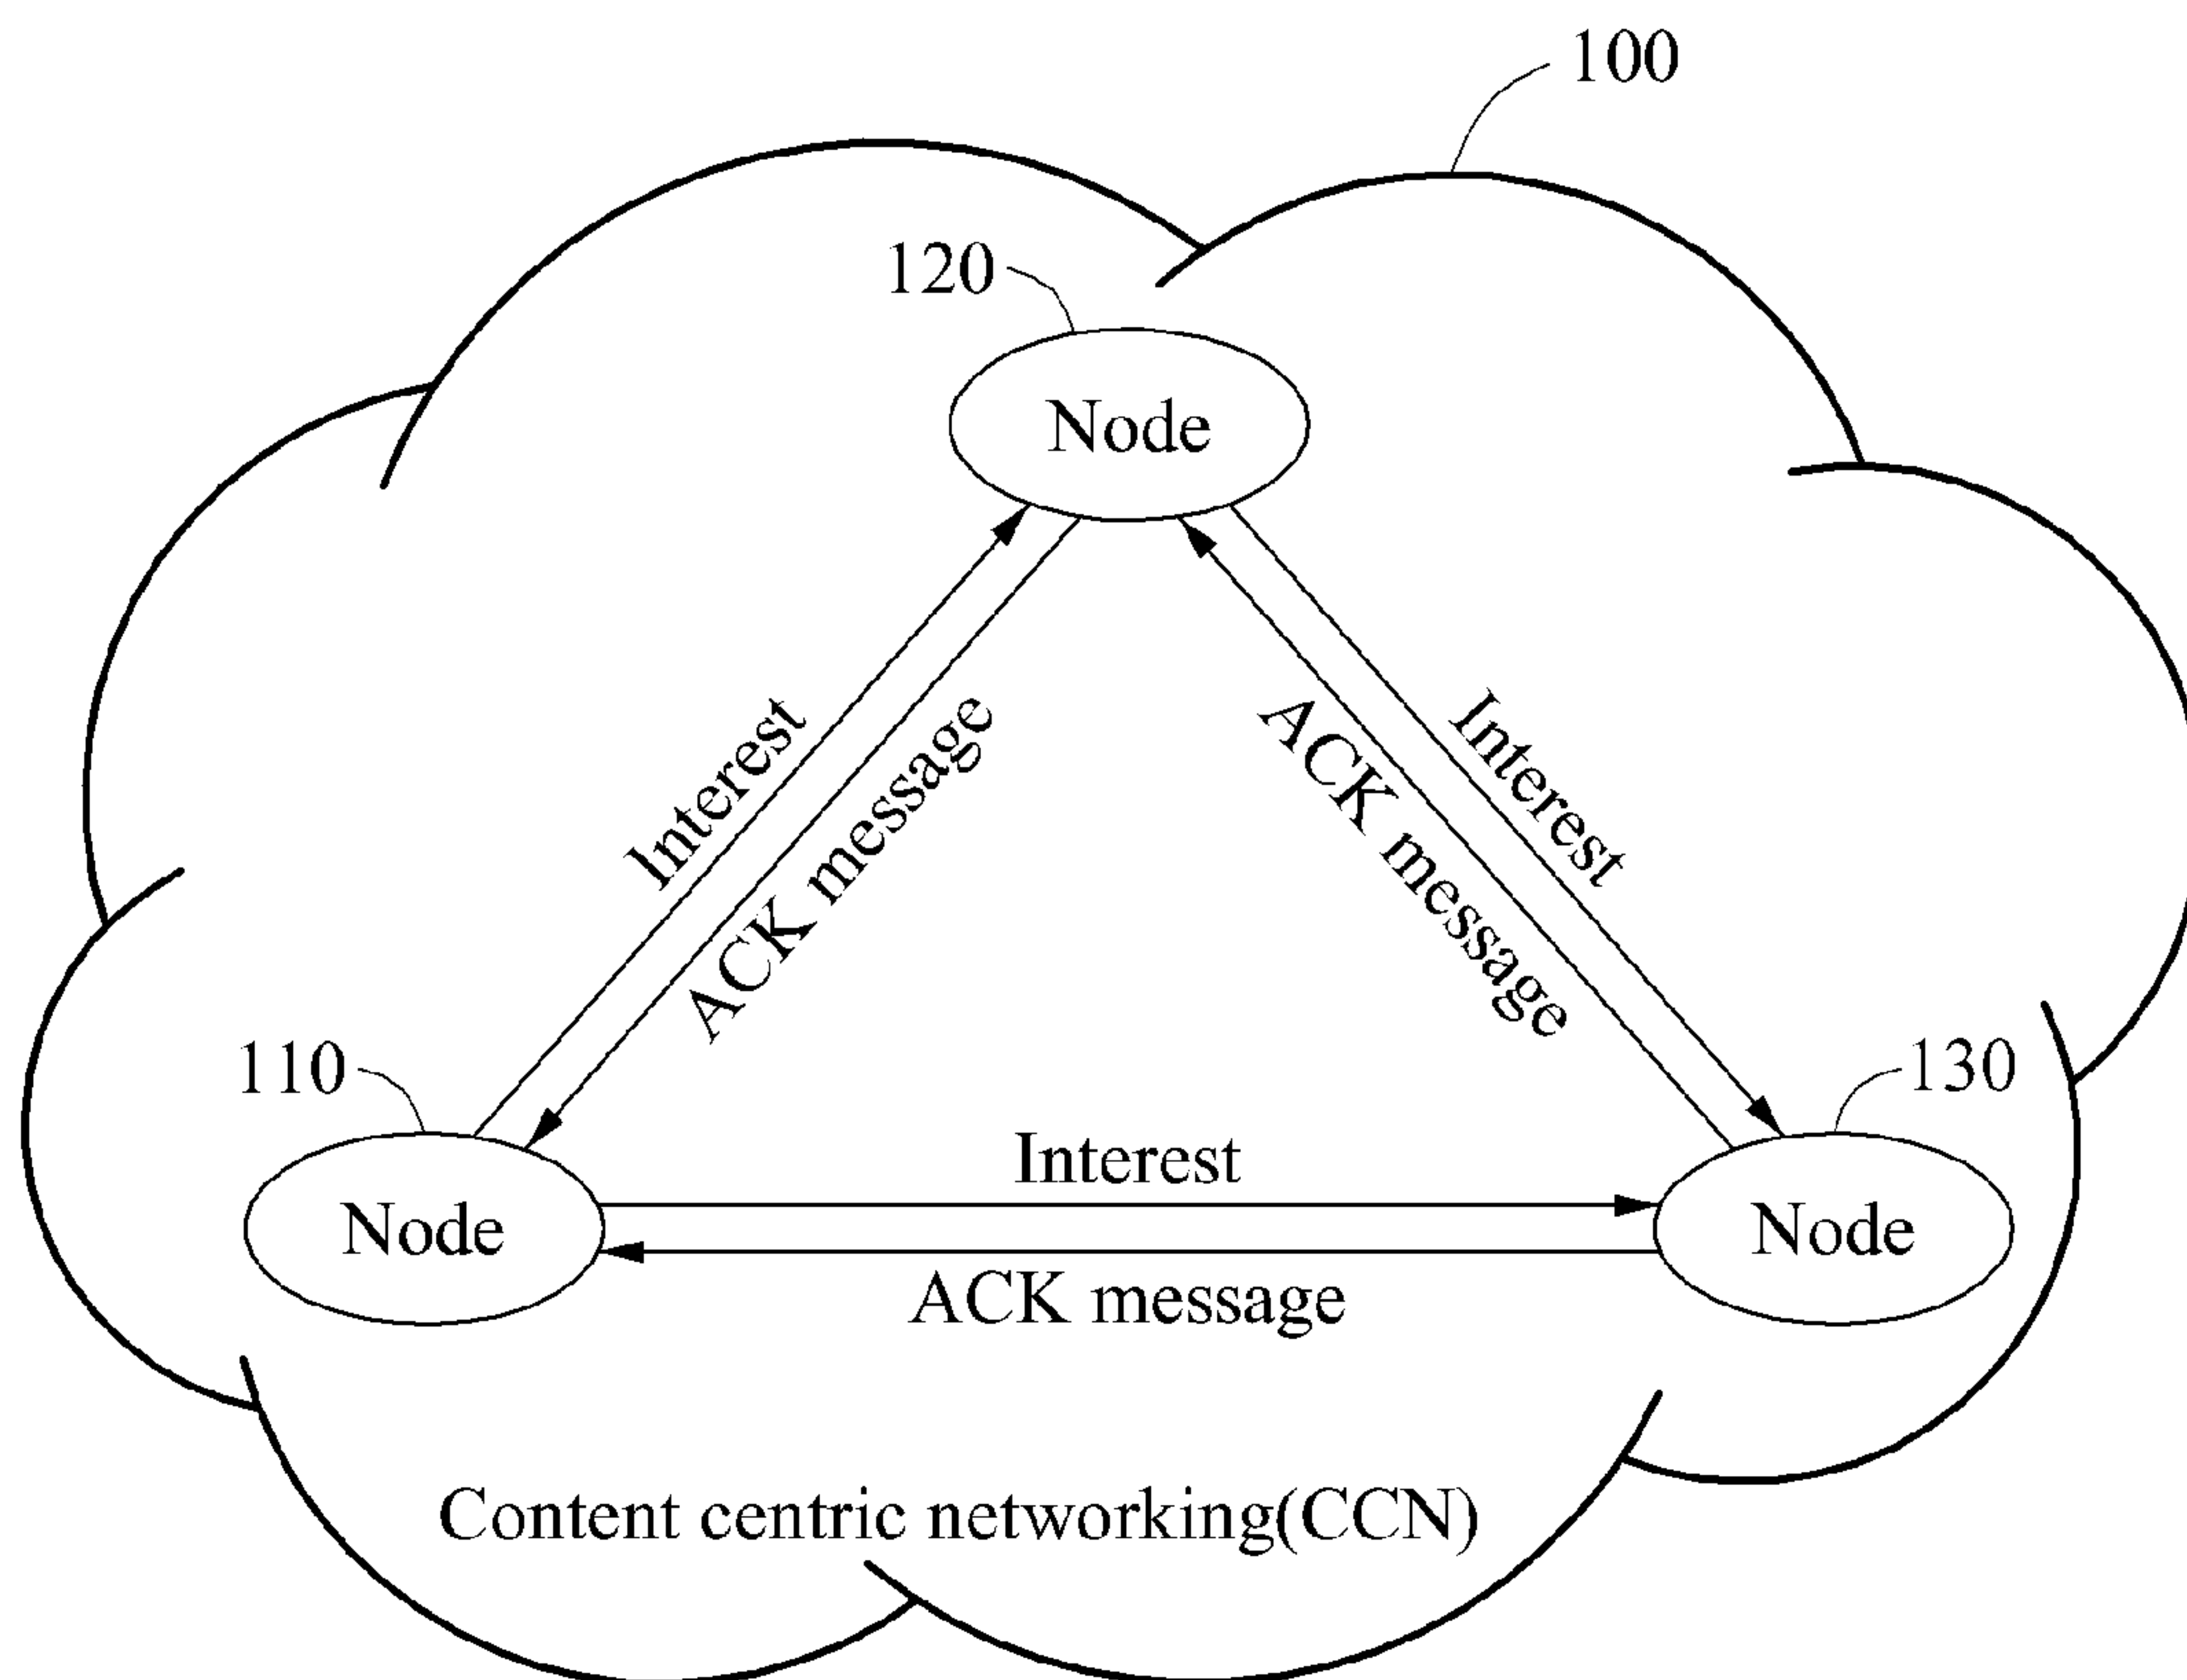 100
120
Node
Interest
ACK message
ACK message
Interest
110
130
Node
Interest
Node
ACK message
Content centric networking(CCN)